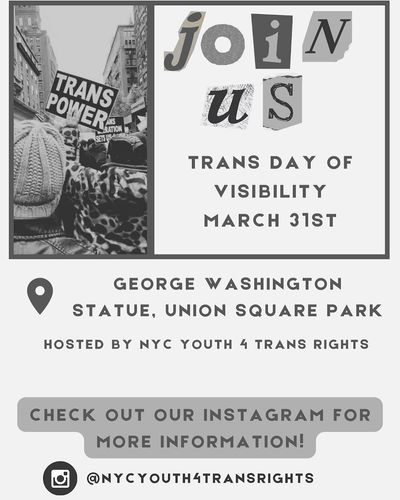 JOiN
uS
TRANS DAY OF
VISIBILITY
MARCH 31ST
TRANS
POWER
GEORGE WASHINGTON
STATUE, UNION SQUARE PARK
HOSTED BY NYC YOUTH 4 TRANS RIGHTS
CHECK OUT OUR INSTAGRAM FOR
MORE INFORMATION!
@NYCYOUTH4TRANSRIGHTS